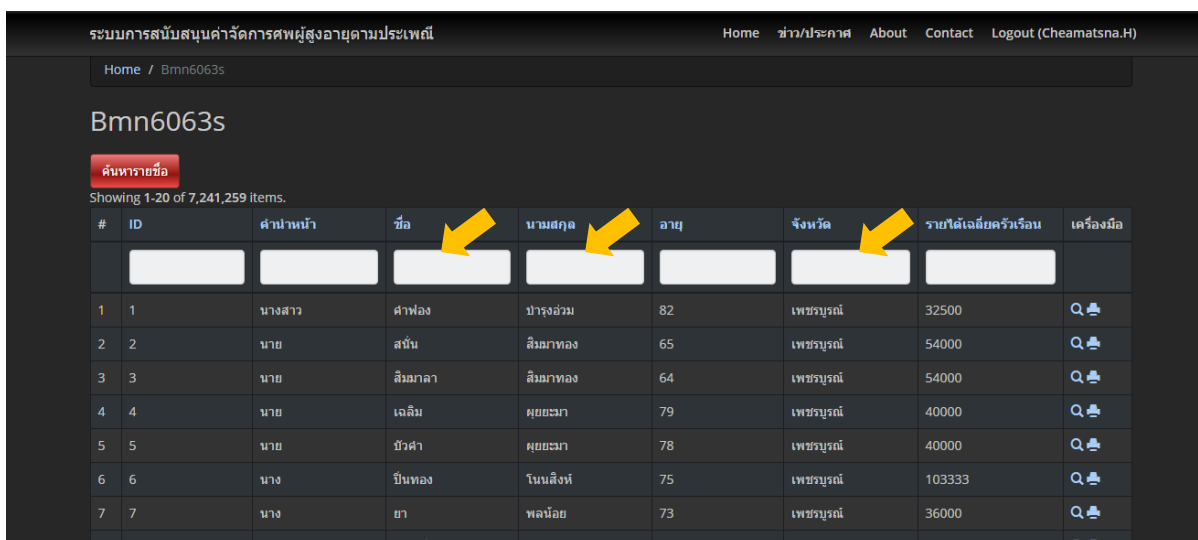 ระบบการสนับสนุนค่าจัดการศพผู้สูงอายุตามประเพณี Home ข่าว/ประกาศ About Contact Logout (Cheamatsna.H)
Home / Bmn6063s
Bmn6063s
ค้นหารายชื่อ
Showing 1-20 of 7,241,259 items.
# ID คำนำหน้า ชื่อ นามสกุล อายุ จังหวัด รายได้เฉลี่ยครัวเรือน เครื่องมือ
1 1 นางสาว คำฟอง บำรุงอ่วม 82 เพชรบูรณ์ 32500
2 2 นาย สนั่น สิมมาทอง 65 เพชรบูรณ์ 54000
3 3 นาย สิมมาลา สิมมาทอง 64 เพชรบูรณ์ 54000
4 4 นาย เฉลิม ผุยยะมา 79 เพชรบูรณ์ 40000
5 5 นาย บัวคำ ผุยยะมา 78 เพชรบูรณ์ 40000
6 6 นาง ปิ่นทอง โนนสิงห์ 75 เพชรบูรณ์ 103333
7 7 นาง ยา พลน้อย 73 เพชรบูรณ์ 36000